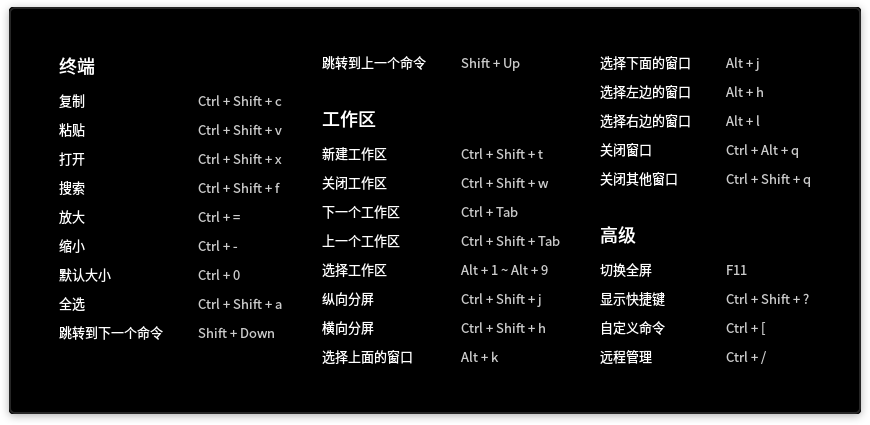 终端
复制 Ctrl + Shift + c
粘贴 Ctrl + Shift + v
打开 Ctrl + Shift + x
搜索 Ctrl + Shift + f
放大 Ctrl + =
缩小 Ctrl + -
默认大小 Ctrl + 0
全选 Ctrl + Shift + a
跳转到下一个命令 Shift + Down
跳转到上一个命令 Shift + Up
工作区
新建工作区 Ctrl + Shift + t
关闭工作区 Ctrl + Shift + w
下一个工作区 Ctrl + Tab
上一个工作区 Ctrl + Shift + Tab
选择工作区 Alt + 1 ~ Alt + 9
纵向分屏 Ctrl + Shift + j
横向分屏 Ctrl + Shift + h
选择上面的窗口 Alt + k
选择下面的窗口 Alt + j
选择左边的窗口 Alt + h
选择右边的窗口 Alt + l
关闭窗口 Ctrl + Alt + q
关闭其他窗口 Ctrl + Shift + q
高级
切换全屏 F11
显示快捷键 Ctrl + Shift + ?
自定义命令 Ctrl + [
远程管理 Ctrl + /